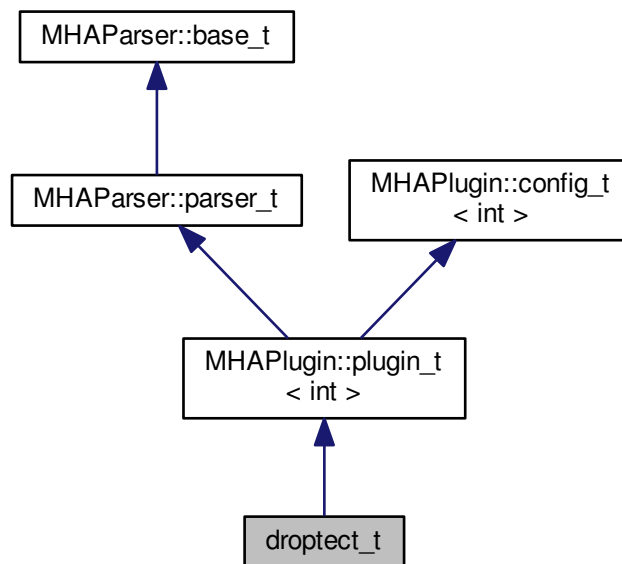 MHAParser::base_t
MHAParser::parser_t
MHAPlugin::config_t
< int >
MHAPlugin::plugin_t
< int >
droptect_t